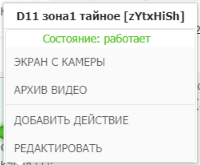 D11 зона1 тайное [zYtxHiSh]
Состояние: работает
ЭКРАН С КАМЕРЫ
АРХИВ ВИДЕО
ДОБАВИТЬ ДЕЙСТВИЕ
РЕДАКТИРОВАТЬ